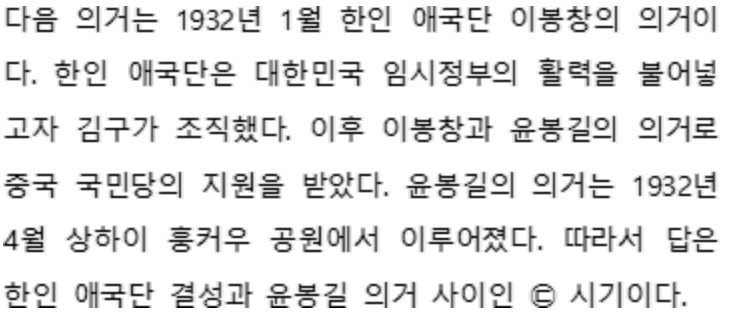 다음 의거는 1932년 1월 한인 애국단 이봉창의 의거이
다. 한인 애국단은 대한민국 임시정부의 활력을 불어넣
고자 김구가 조직했다. 이후 이봉창과 윤봉길의 의거로
중국 국민당의 지원을 받았다. 윤봉길의 의거는 1932년
4월 상하이 훙커우 공원에서 이루어졌다. 따라서 답은
한인 애국단 결성과 윤봉길 의거 사이인 © 시기이다.